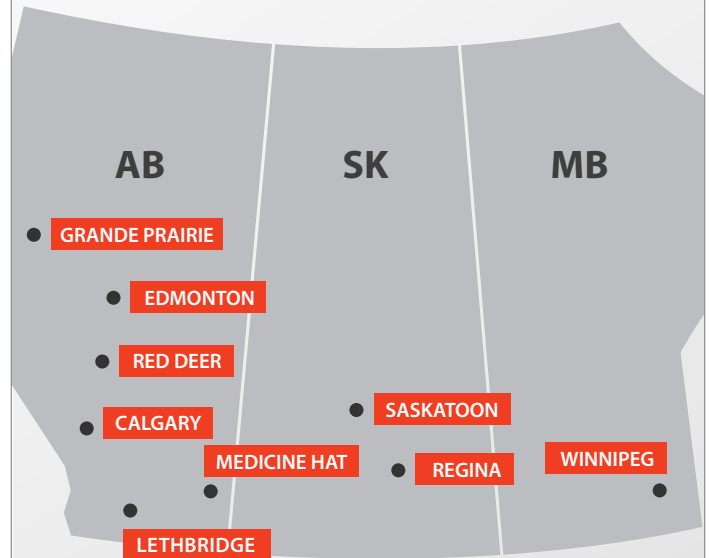 AB
SK
MB
GRANDE PRAIRIE
EDMONTON
RED DEER
CALGARY
SASKATOON
MEDICINE HAT
REGINA
WINNIPEG
LETHBRIDGE